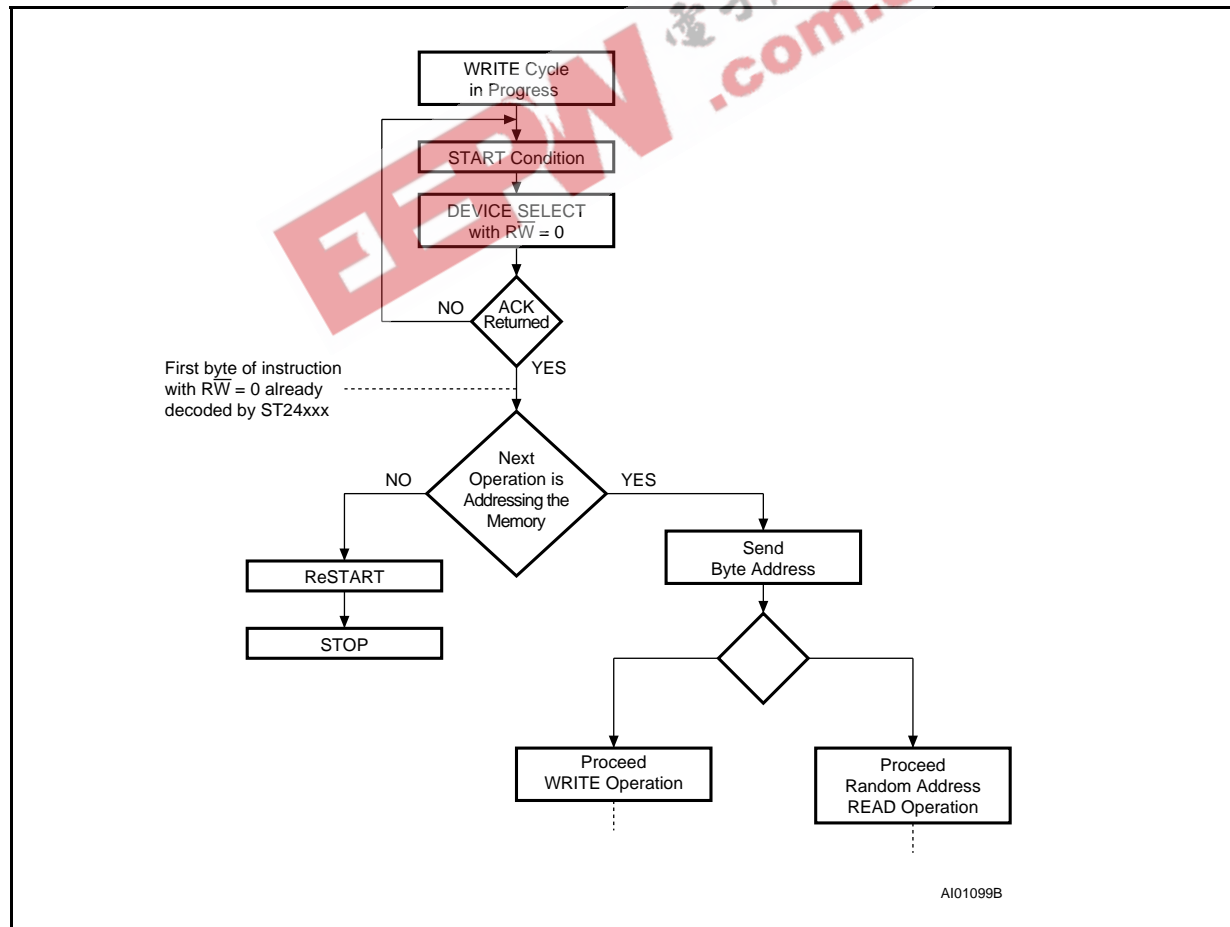 WRITE Cycle
in Progress
START Condition
DEVICE SELECT
with RW̅ = 0
ACK
Returned
NO
YES
First byte of instruction
with RW̅ = 0 already
decoded by ST24xxx
Next
Operation is
Addressing the
Memory
NO
YES
Send
Byte Address
ReSTART
STOP
Proceed
WRITE Operation
Proceed
Random Address
READ Operation
AI01099B
EEPW
.com.